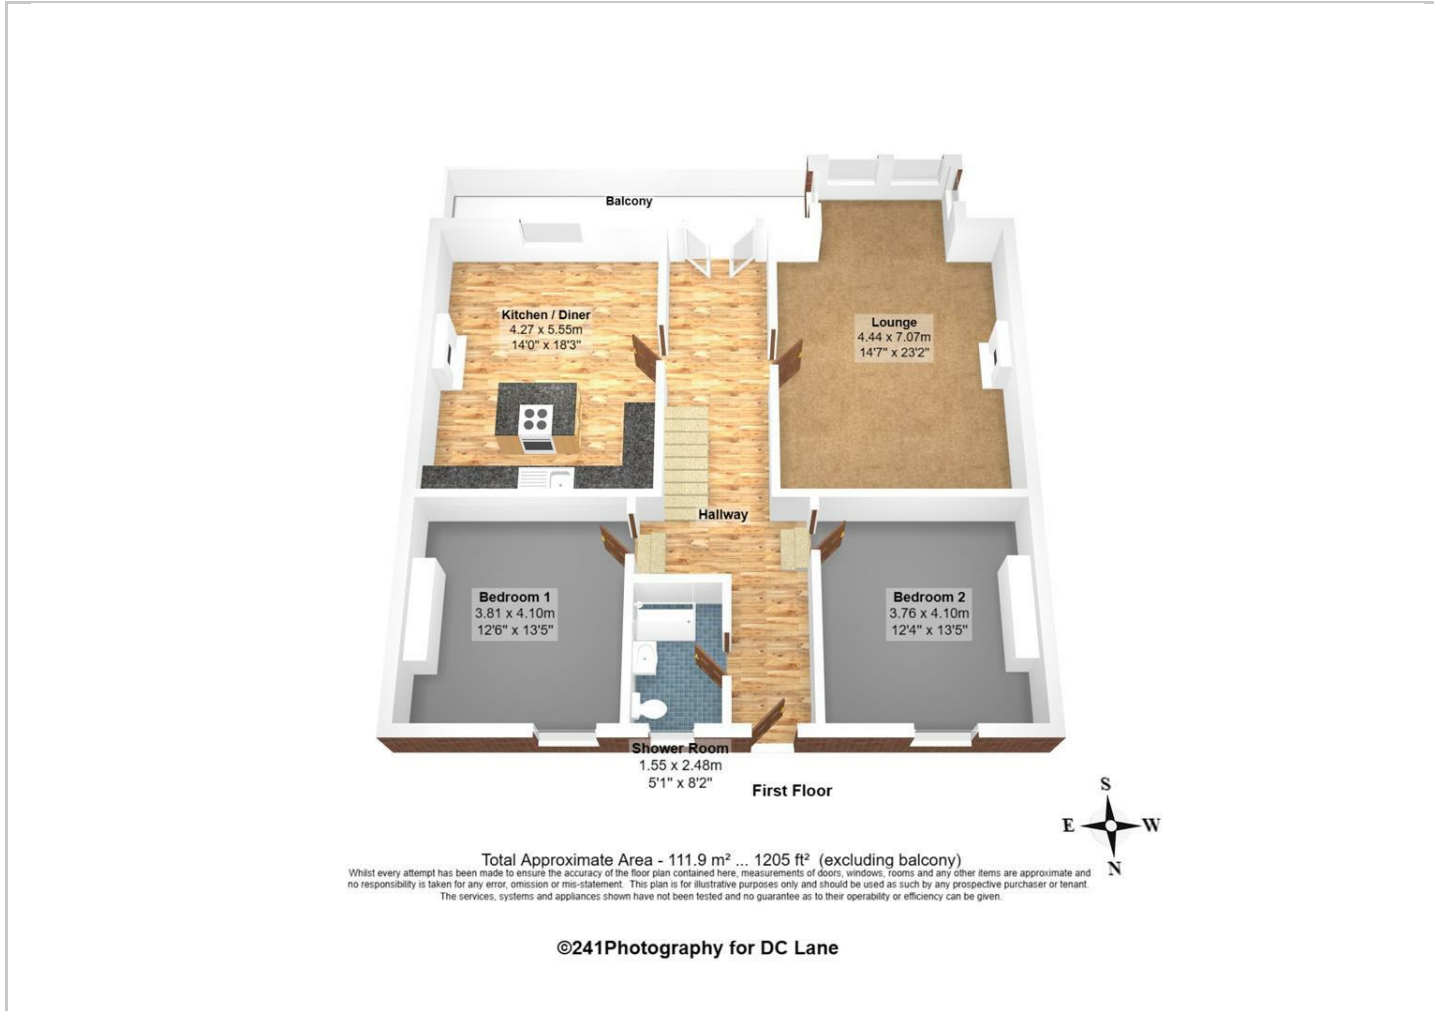 Balcony
Kitchen / Diner
4.27 x 5.55m
14'0" x 18'3"
Lounge
4.44 x 7.07m
14'7" x 23'2"
Hallway
Bedroom 1
3.81 x 4.10m
12'6" x 13'5"
Bedroom 2
3.76 x 4.10m
12'4" x 13'5"
Shower Room
1.55 x 2.48m
5'1" x 8'2"
First Floor
S
E W
N
Total Approximate Area - 111.9 m² ... 1205 ft² (excluding balcony)
Whilst every attempt has been made to ensure the accuracy of the floor plan contained here, measurements of doors, windows, rooms and any other items are approximate and
no responsibility is taken for any error, omission or mis-statement. This plan is for illustrative purposes only and should be used as such by any prospective purchaser or tenant.
The services, systems and appliances shown have not been tested and no guarantee as to their operability or efficiency can be given.
©241Photography for DC Lane